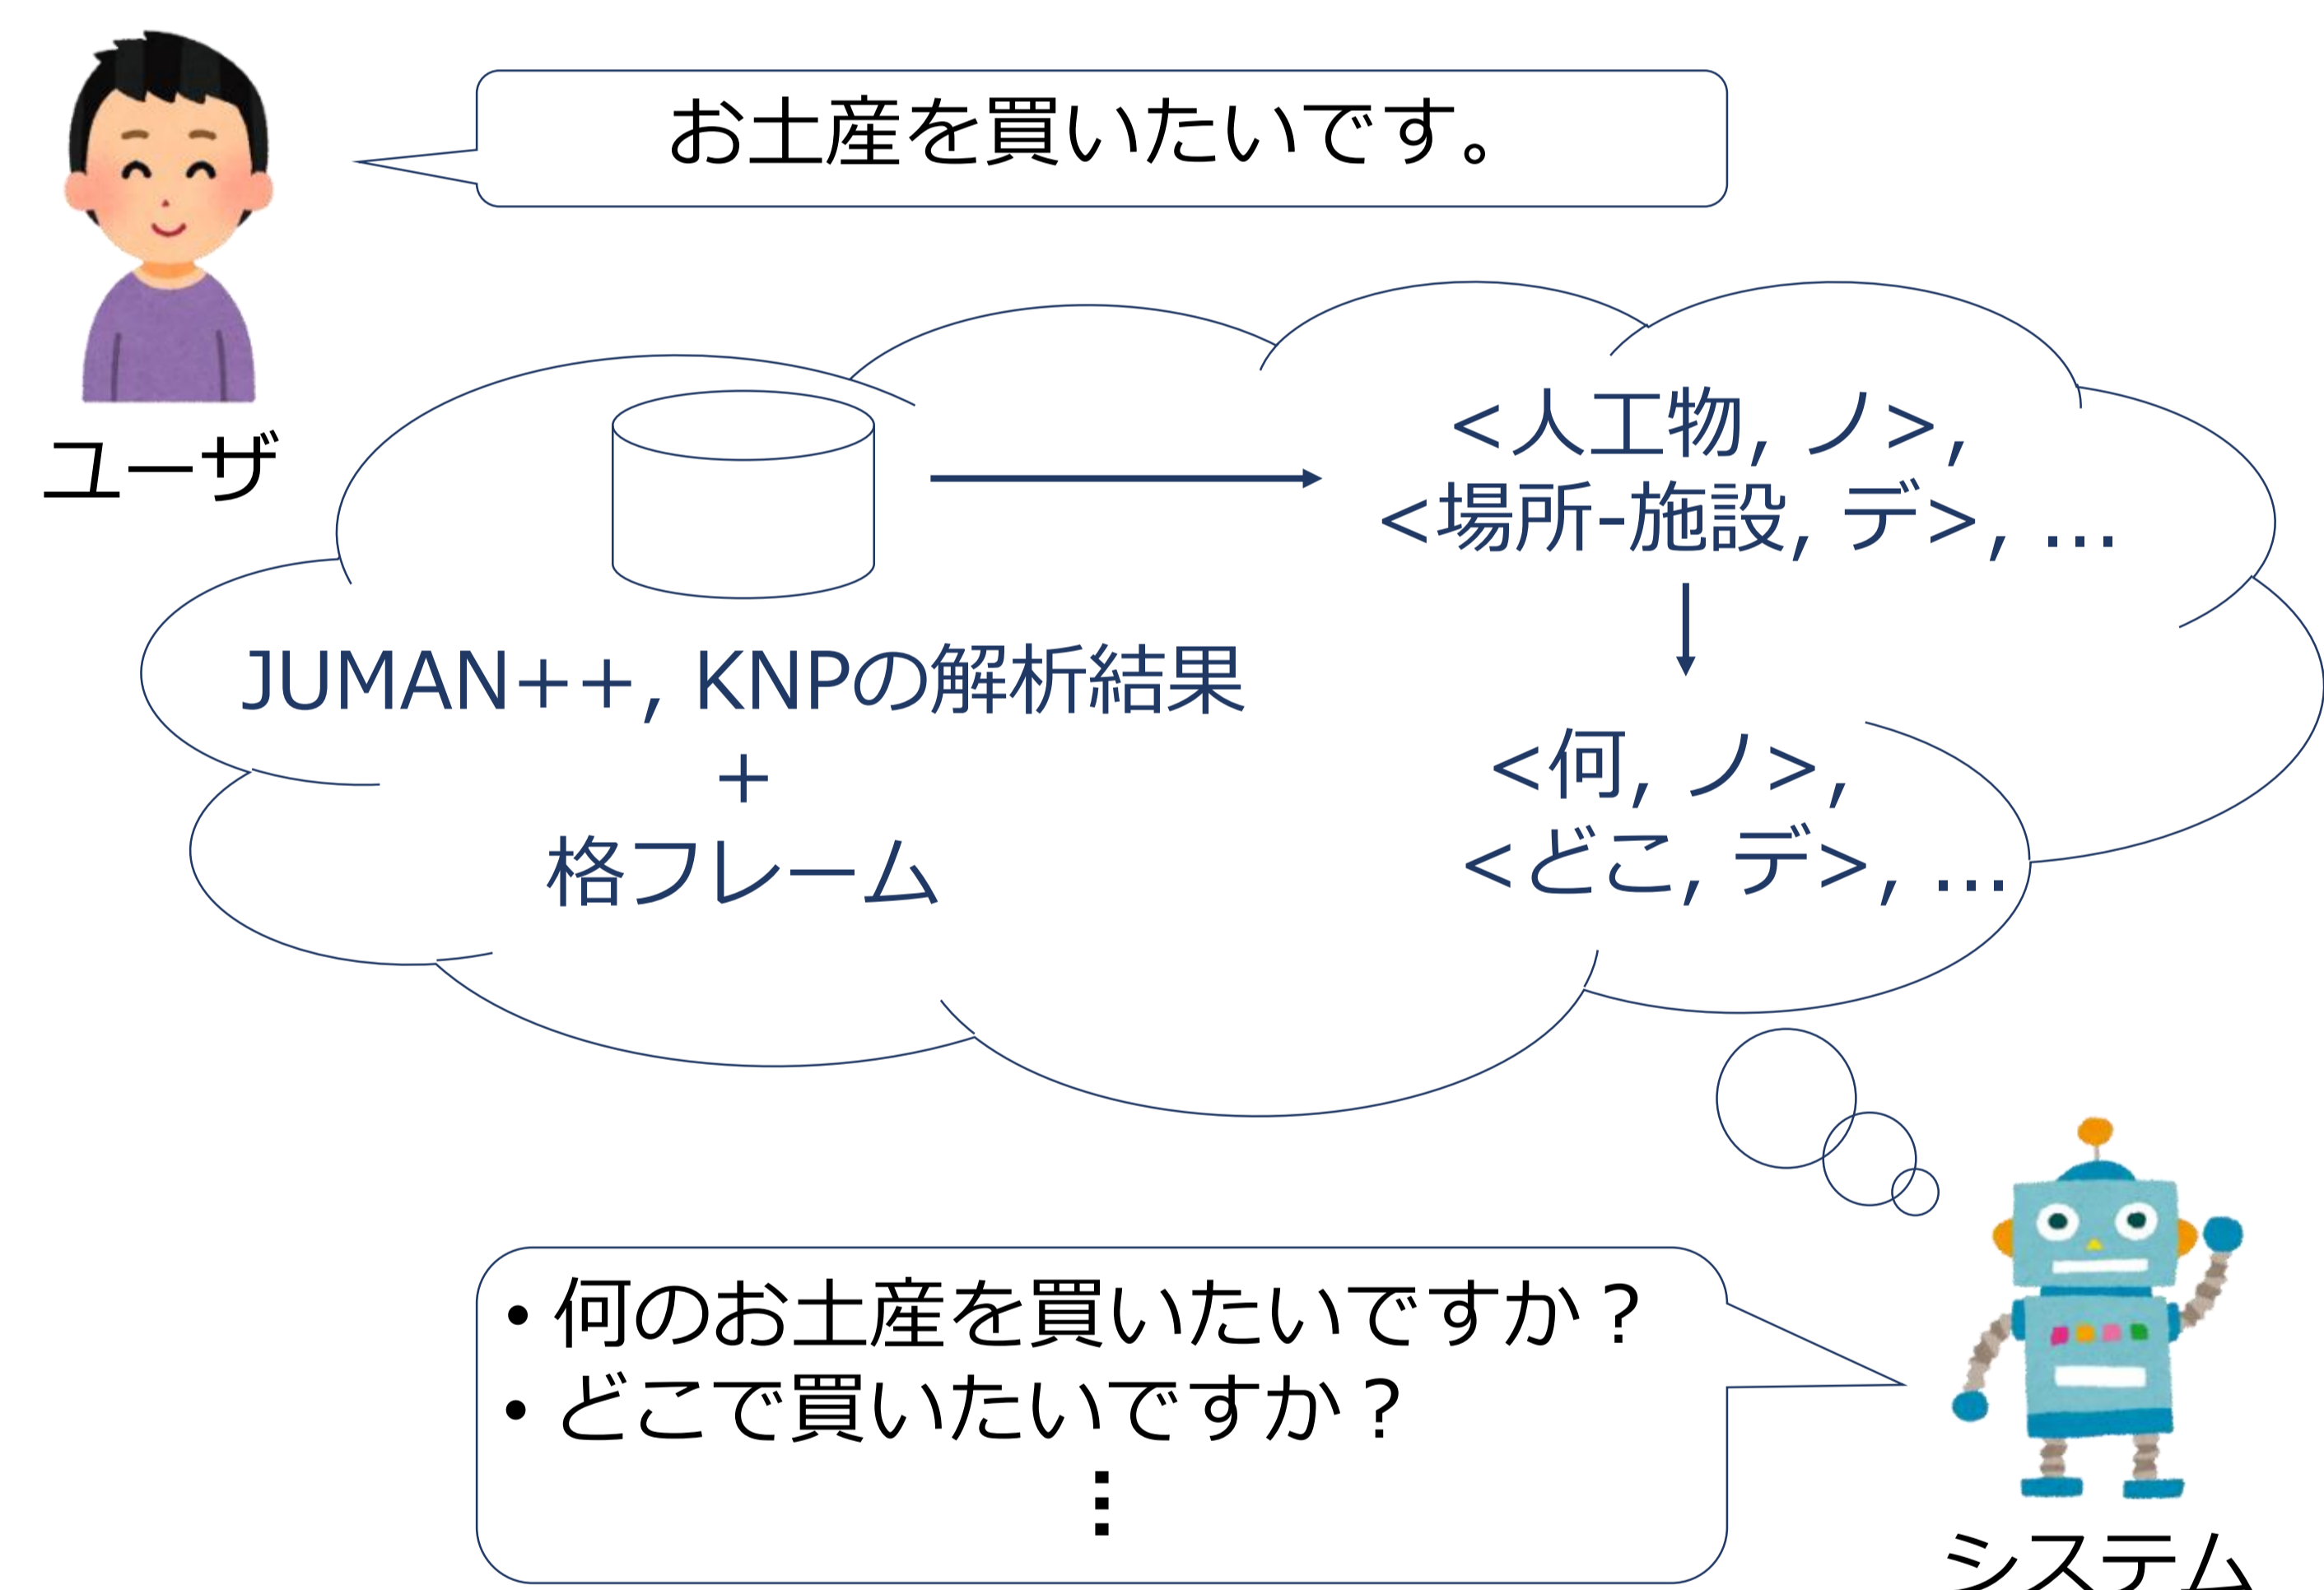 お土産を買いたいです。
ユーザ
<人工物, ノ>,
<場所-施設, デ>, …
JUMAN++, KNPの解析結果
+
格フレーム
<何, ノ>,
<どこ, デ>, …
• 何のお土産を買いたいですか？
• どこで買いたいですか？
⋮
システム